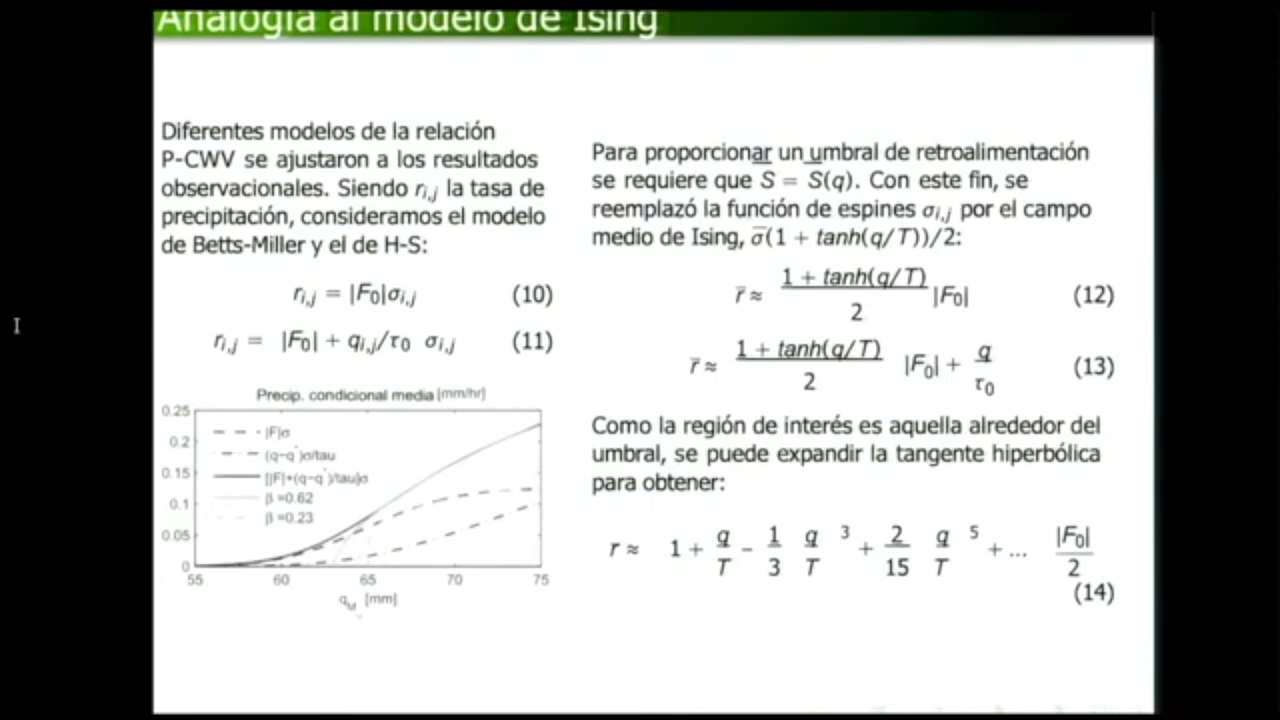 Analogía al modelo de Ising
Diferentes modelos de la relación
P-CWV se ajustaron a los resultados
observacionales. Siendo r_{i,j} la tasa de
precipitación, consideramos el modelo
de Betts-Miller y el de H-S:
r_{i,j} = |F_0|σ_{i,j} (10)
r_{i,j} = |F_0| + q_{i,j}/τ_0 σ_{i,j} (11)
Precip. condicional media [mm/hr]
0.25
0.2
0.15
0.1
0.05
0
|F|σ
(q-q*)σ/tau
[|F|+(q-q*)/tau]σ
β =0.62
β =0.23
55 60 65 70 75
q_M [mm]
Para proporcionar un umbral de retroalimentación
se requiere que S = S(q). Con este fin, se
reemplazó la función de espines σ_{i,j} por el campo
medio de Ising, σ̅(1 + tanh(q/T))/2:
r̅ ≈ 1 + tanh(q/T) / 2 |F_0| (12)
r̅ ≈ 1 + tanh(q/T) / 2 |F_0| + q / τ_0 (13)
Como la región de interés es aquella alrededor del
umbral, se puede expandir la tangente hiperbólica
para obtener:
r ≈ 1 + q/T − 1/3 q/T ^3 + 2/15 q/T ^5 + ... |F_0|/2
(14)